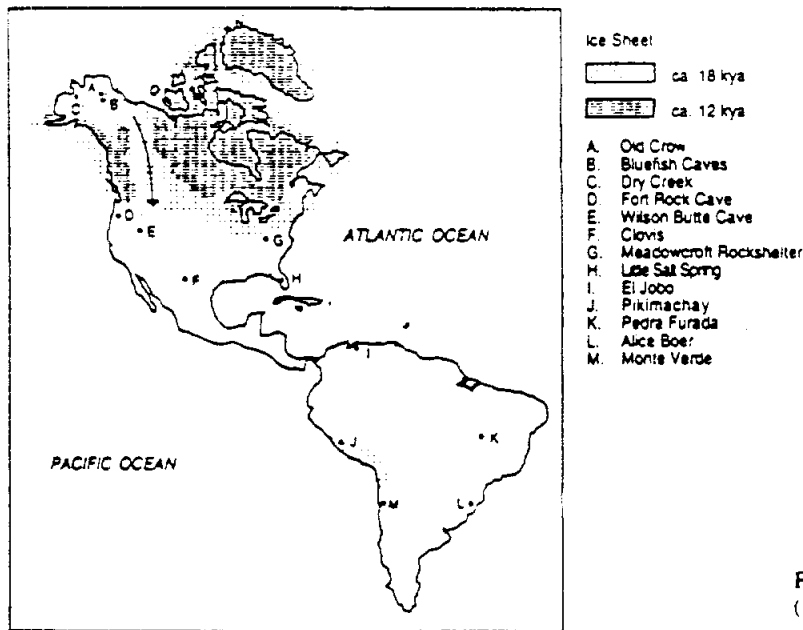 Ice Sheet
ca. 18 kya
ca. 12 kya
A. Old Crow
B. Bluefish Caves
C. Dry Creek
D. Fort Rock Cave
E. Wilson Butte Cave
F. Clovis
G. Meadowcroft Rockshelter
H. Little Salt Spring
I. El Jobo
J. Pikimachay
K. Pedra Furada
L. Alice Boer
M. Monte Verde
A
B
C
D
E
ATLANTIC OCEAN
G
F
H
I
J
K
PACIFIC OCEAN
M
L